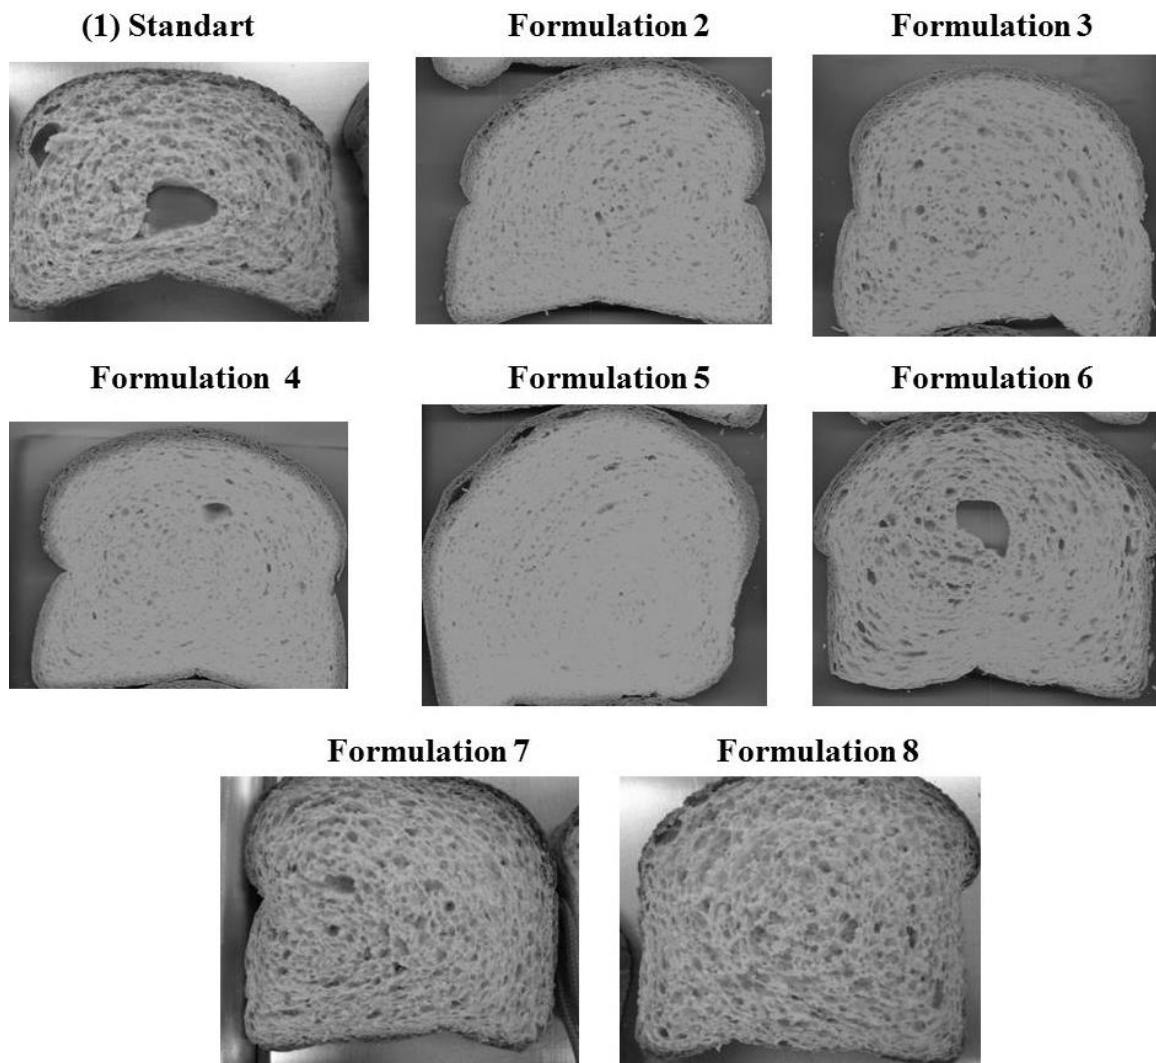 (1) Standart
Formulation 2
Formulation 3
Formulation 4
Formulation 5
Formulation 6
Formulation 7
Formulation 8